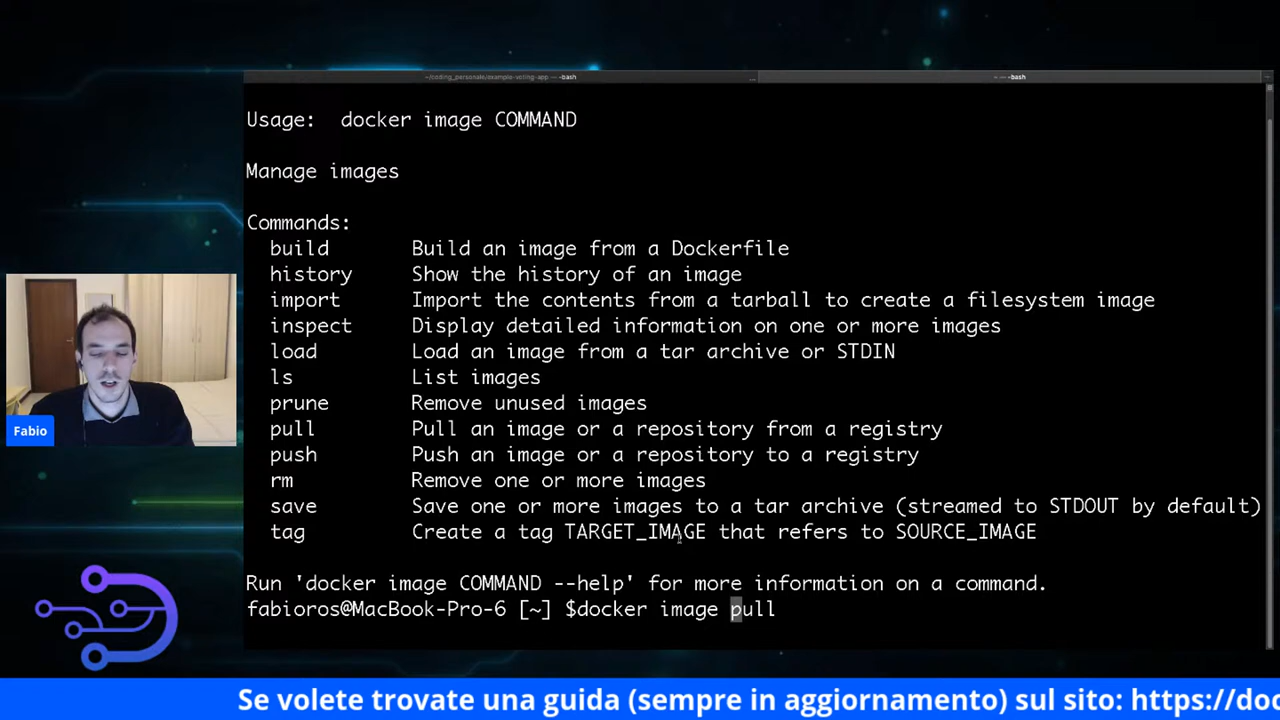 ~/coding_personale/example-voting-app — -bash
~ — -bash
Usage:  docker image COMMAND
Manage images
Commands:
build Build an image from a Dockerfile
history Show the history of an image
import Import the contents from a tarball to create a filesystem image
inspect Display detailed information on one or more images
load Load an image from a tar archive or STDIN
ls List images
prune Remove unused images
pull Pull an image or a repository from a registry
push Push an image or a repository to a registry
rm Remove one or more images
save Save one or more images to a tar archive (streamed to STDOUT by default)
tag Create a tag TARGET_IMAGE that refers to SOURCE_IMAGE
Run 'docker image COMMAND --help' for more information on a command.
fabioros@MacBook-Pro-6 [~] $docker image pull
Fabio
Se volete trovate una guida (sempre in aggiornamento) sul sito: https://doc